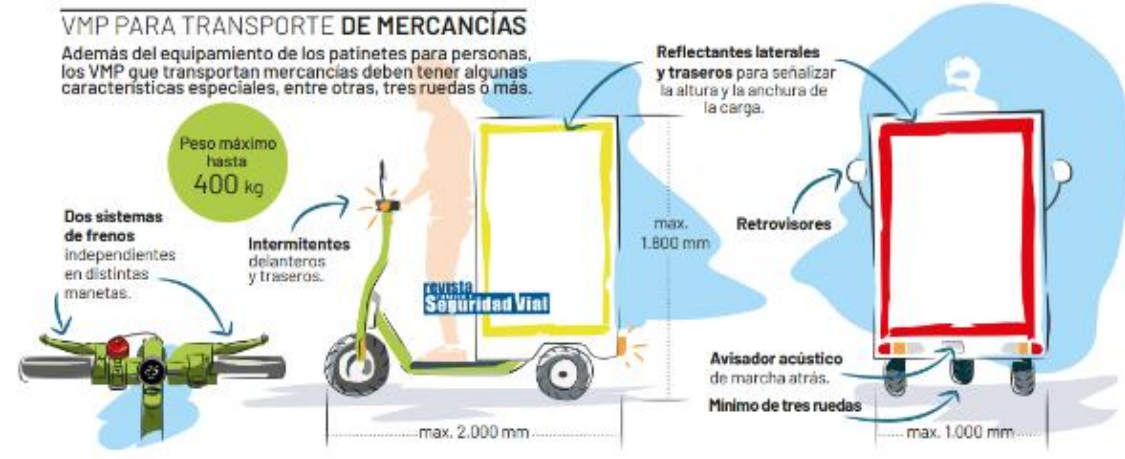 VMP PARA TRANSPORTE DE MERCANCÍAS
Además del equipamiento de los patinetes para personas,
los VMP que transportan mercancías deben tener algunas
características especiales, entre otras, tres ruedas o más.
Peso máximo
hasta
400 kg
Dos sistemas
de frenos
independientes
en distintas
manetas.
Intermitentes
delanteros
y traseros.
revista
Seguridad Vial
Reflectantes laterales
y traseros para señalizar
la altura y la anchura de
la carga.
max.
1.800 mm
Retrovisores
Avisador acústico
de marcha atrás.
Mínimo de tres ruedas
max. 2.000 mm
max. 1.000 mm
25